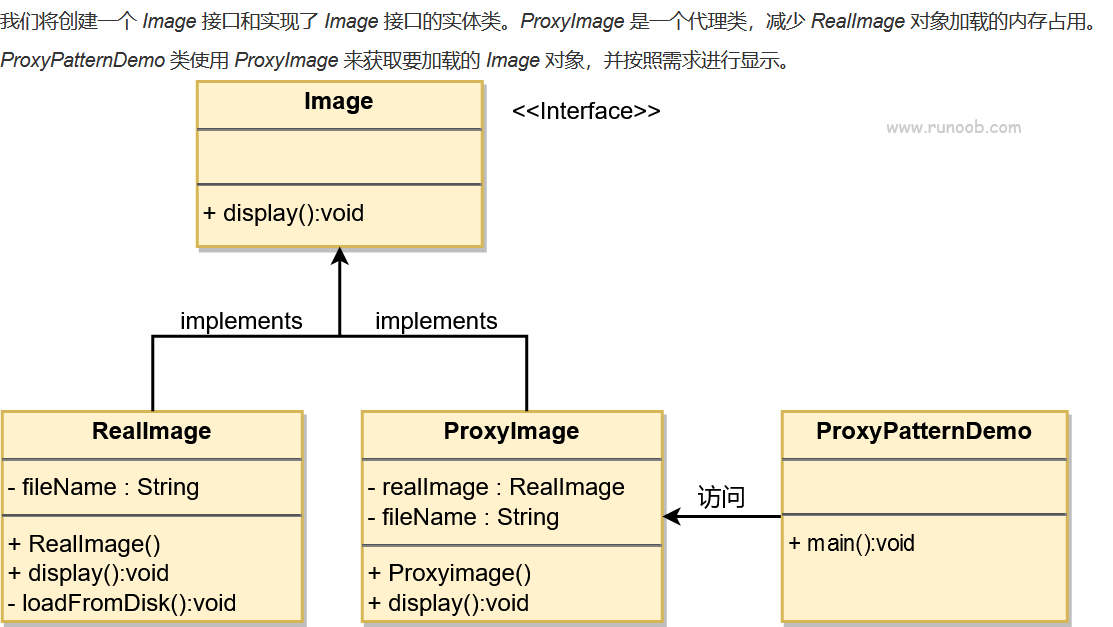 我们将创建一个 Image 接口和实现了 Image 接口的实体类。ProxyImage 是一个代理类，减少 RealImage 对象加载的内存占用。
ProxyPatternDemo 类使用 ProxyImage 来获取要加载的 Image 对象，并按照需求进行显示。
Image
<<Interface>>
www.runoob.com
+ display():void
implements
implements
RealImage
- fileName : String
+ RealImage()
+ display():void
- loadFromDisk():void
ProxyImage
- realImage : RealImage
- fileName : String
+ Proxyimage()
+ display():void
访问
ProxyPatternDemo
+ main():void